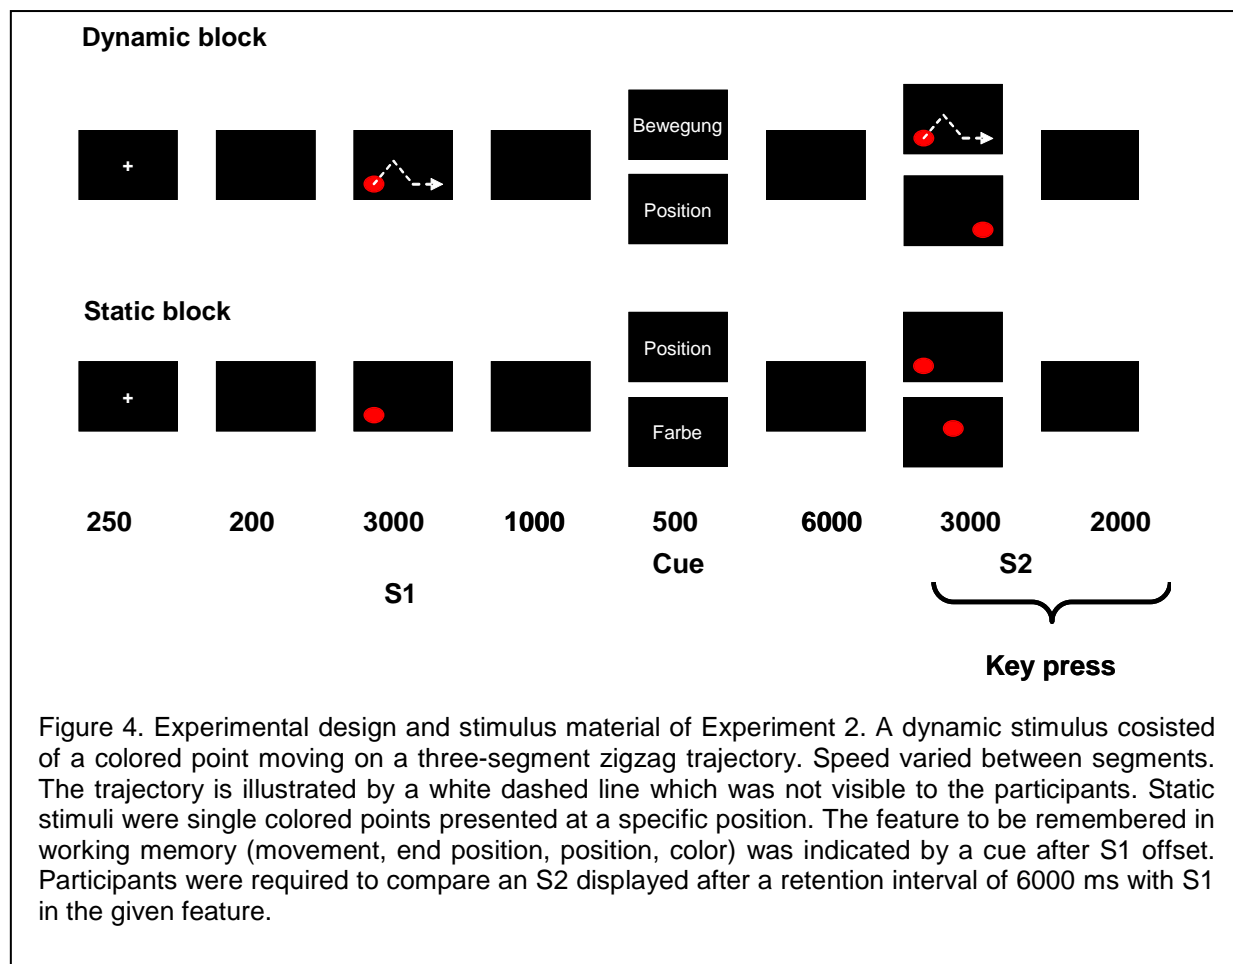 Dynamic block
+
Bewegung
Position
Static block
+
Position
Farbe
250 200 3000 1000 500 6000 3000 2000
Cue S2
S1
Key press
Figure 4. Experimental design and stimulus material of Experiment 2. A dynamic stimulus cosisted
of a colored point moving on a three-segment zigzag trajectory. Speed varied between segments.
The trajectory is illustrated by a white dashed line which was not visible to the participants. Static
stimuli were single colored points presented at a specific position. The feature to be remembered in
working memory (movement, end position, position, color) was indicated by a cue after S1 offset.
Participants were required to compare an S2 displayed after a retention interval of 6000 ms with S1
in the given feature.